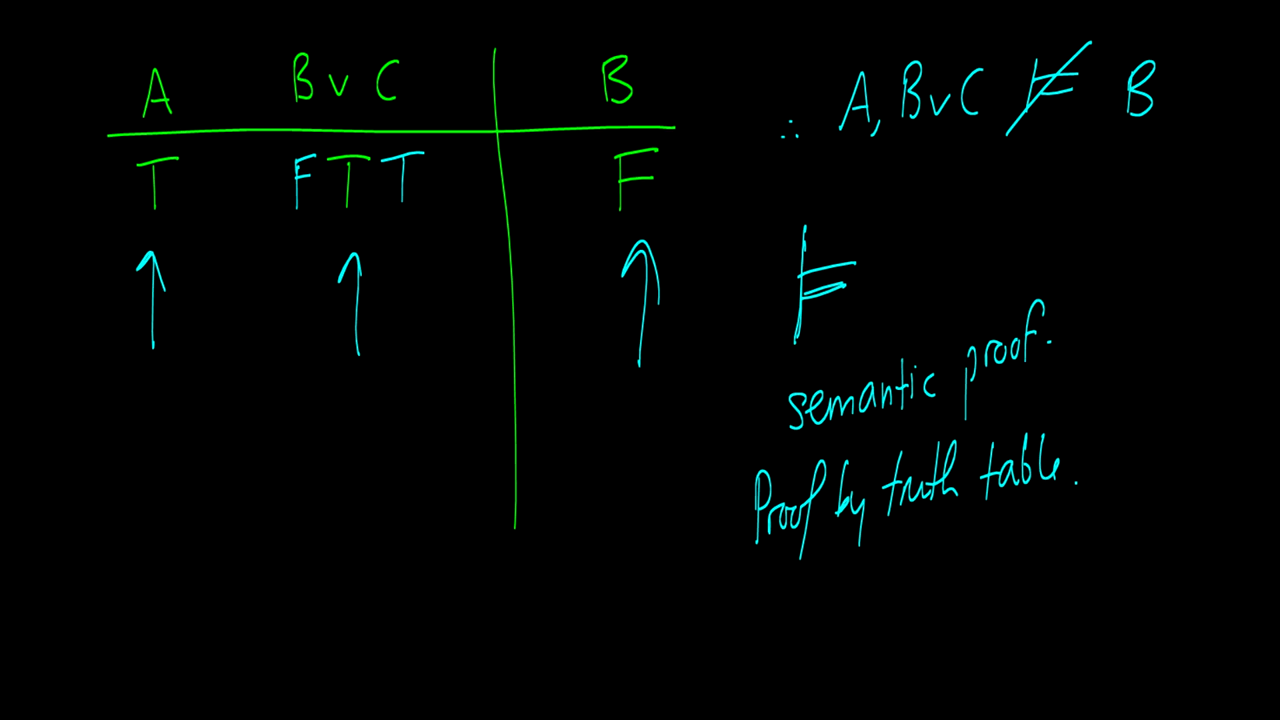 A B v C B
T F T T F
∴ A, B v C ⊭ B
⊨
semantic proof.
Proof by truth table.